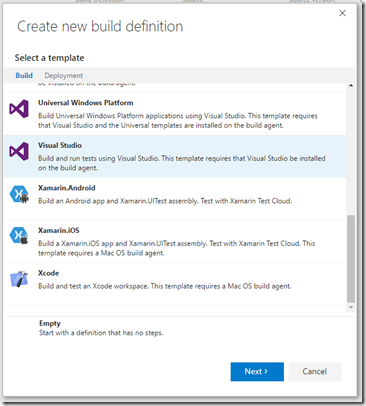 Build Definition Source Source Version
Create new build definition
Select a template
Build Deployment
be installed on the build agent.
Universal Windows Platform
Build Universal Windows Platform applications using Visual Studio. This template requires
that Visual Studio and the Universal templates are installed on the build agent.
Visual Studio
Build and run tests using Visual Studio. This template requires that Visual Studio be installed
on the build agent.
Xamarin.Android
Build an Android app and Xamarin.UITest assembly. Test with Xamarin Test Cloud.
Xamarin.iOS
Build a Xamarin.iOS app and Xamarin.UITest assembly. Test with Xamarin Test Cloud. This
template requires a Mac OS build agent.
Xcode
Build and test an Xcode workspace. This template requires a Mac OS build agent.
Empty
Start with a definition that has no steps.
Next > Cancel